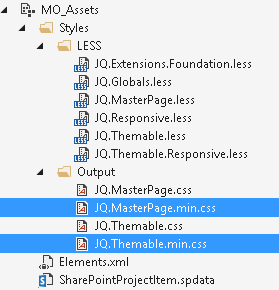 MO_Assets
Styles
LESS
JQ.Extensions.Foundation.less
JQ.Globals.less
JQ.MasterPage.less
JQ.Responsive.less
JQ.Themable.less
JQ.Themable.Responsive.less
Output
JQ.MasterPage.css
JQ.MasterPage.min.css
JQ.Themable.css
JQ.Themable.min.css
Elements.xml
SharePointProjectItem.spdata